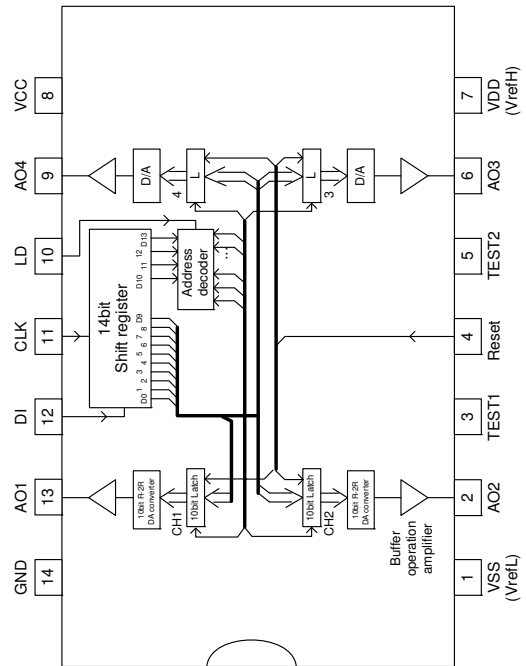 GND
14
AO1
13
DI
12
CLK
11
LD
10
AO4
9
VCC
8
14bit
Shift register
D0
1
2
3
4
5
6
7
8
D9
D10
11
12
D13
Address
decoder
...
10bit R-2R
DA converter
CH1
10bit Latch
D/A
4
L
CH2
10bit Latch
10bit R-2R
DA converter
L
3
D/A
Buffer
operation
amplifier
1
VSS
(VrefL)
2
AO2
3
TEST1
4
Reset
5
TEST2
6
AO3
7
VDD
(VrefH)